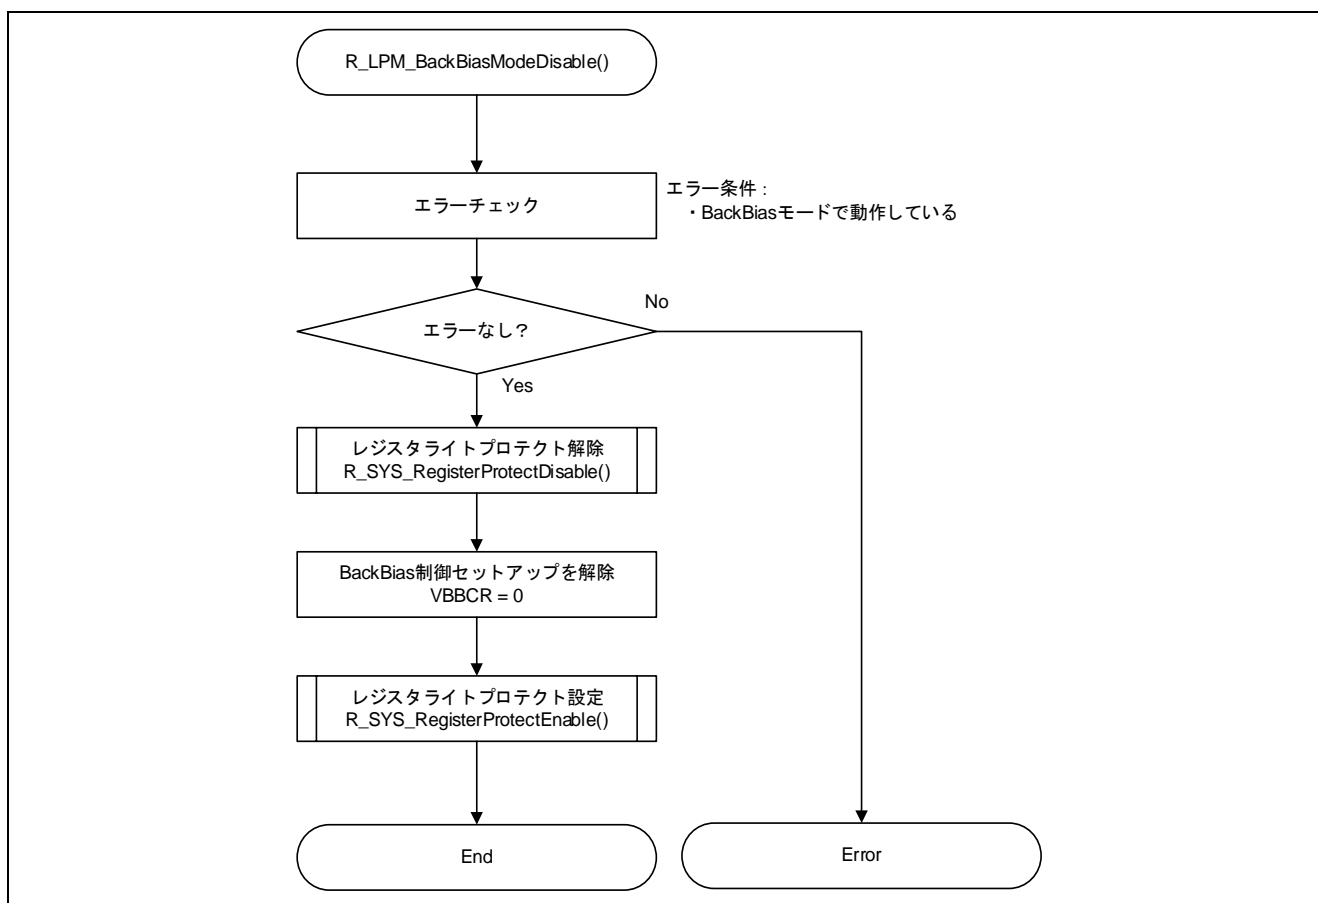 R_LPM_BackBiasModeDisable()
エラーチェック
エラー条件：
・BackBiasモードで動作している
エラーなし？
No
Yes
レジスタライトプロテクト解除
R_SYS_RegisterProtectDisable()
BackBias制御セットアップを解除
VBBCR = 0
レジスタライトプロテクト設定
R_SYS_RegisterProtectEnable()
End
Error